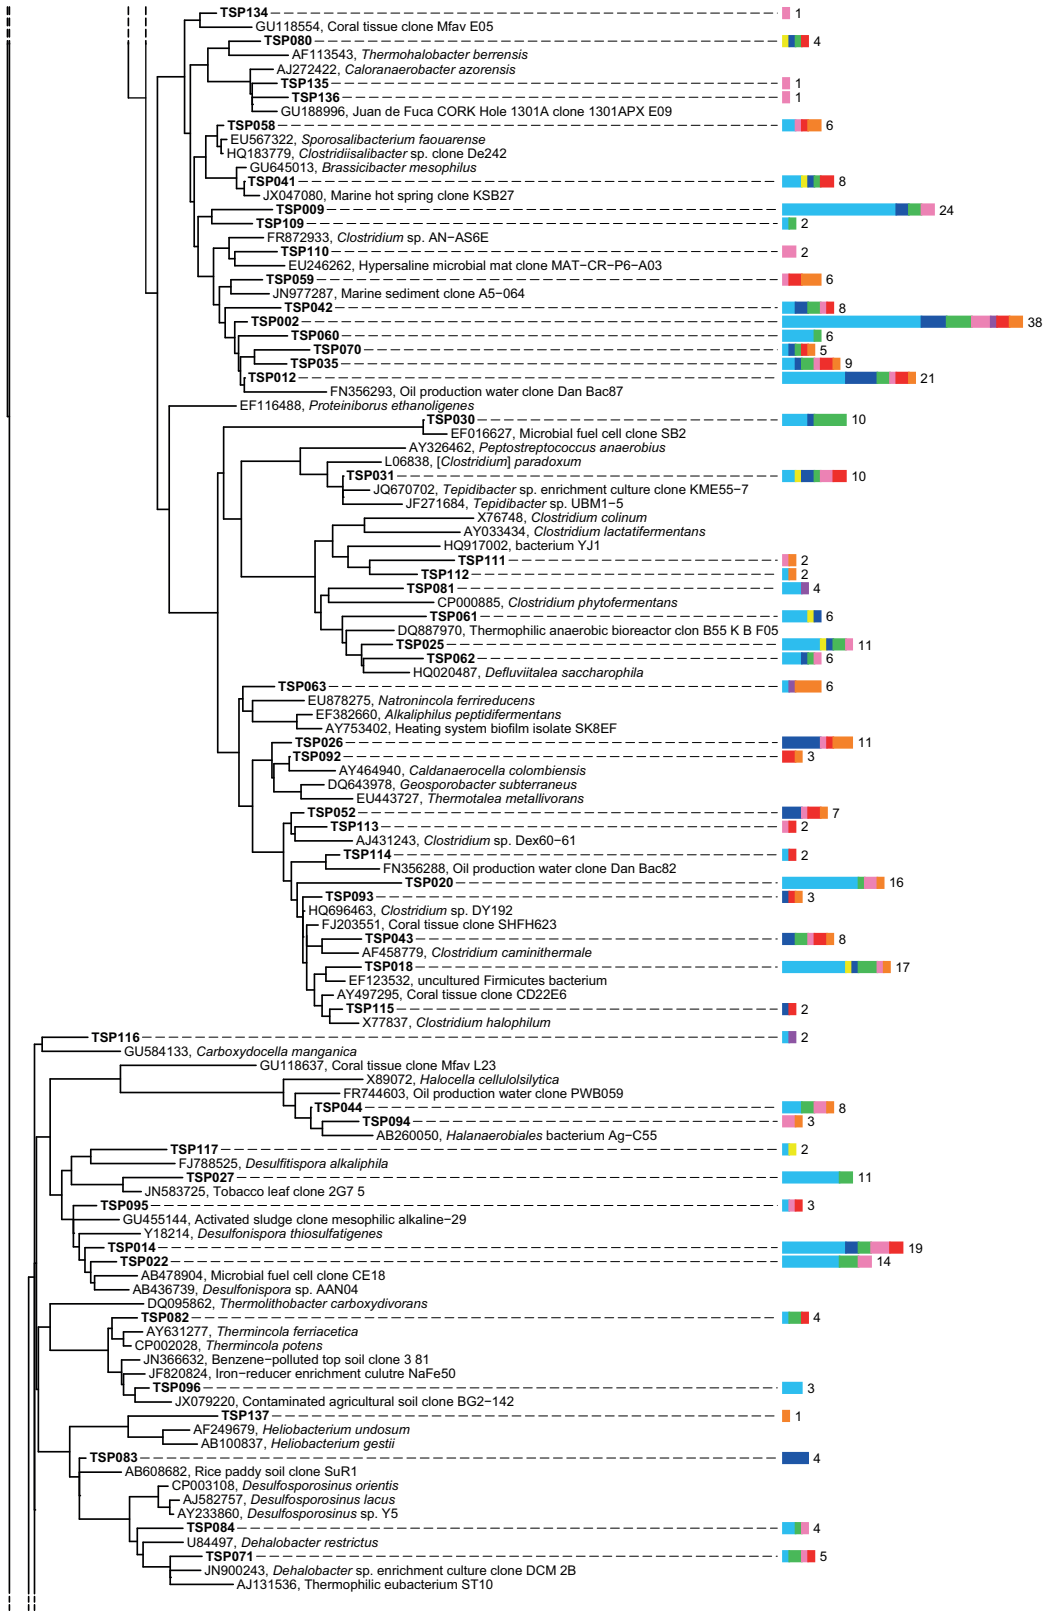 TSP134 1
GU118554, Coral tissue clone Mfav E05
TSP080 4
AF113543, Thermohalobacter berrensis
AJ272422, Caloranaerobacter azorensis
TSP135 1
TSP136 1
GU188996, Juan de Fuca CORK Hole 1301A clone 1301APX E09
TSP058 6
EU567322, Sporosalibacterium faouarense
HQ183779, Clostridiisalibacter sp. clone De242
GU645013, Brassicibacter mesophilus
TSP041 8
JX047080, Marine hot spring clone KSB27
TSP009 24
TSP109 2
FR872933, Clostridium sp. AN−AS6E
TSP110 2
EU246262, Hypersaline microbial mat clone MAT−CR−P6−A03
TSP059 6
JN977287, Marine sediment clone A5−064
TSP042 8
TSP002 38
TSP060 6
TSP070 5
TSP035 9
TSP012 21
FN356293, Oil production water clone Dan Bac87
EF116488, Proteiniborus ethanoligenes
TSP030 10
EF016627, Microbial fuel cell clone SB2
AY326462, Peptostreptococcus anaerobius
L06838, [Clostridium] paradoxum
TSP031 10
JQ670702, Tepidibacter sp. enrichment culture clone KME55−7
JF271684, Tepidibacter sp. UBM1−5
X76748, Clostridium colinum
AY033434, Clostridium lactatifermentans
HQ917002, bacterium YJ1
TSP111 2
TSP112 2
TSP081 4
CP000885, Clostridium phytofermentans
TSP061 6
DQ887970, Thermophilic anaerobic bioreactor clon B55 K B F05
TSP025 11
TSP062 6
HQ020487, Defluviitalea saccharophila
TSP063 6
EU878275, Natronincola ferrireducens
EF382660, Alkaliphilus peptidifermentans
AY753402, Heating system biofilm isolate SK8EF
TSP026 11
TSP092 3
AY464940, Caldanaerocella colombiensis
DQ643978, Geosporobacter subterraneus
EU443727, Thermotalea metallivorans
TSP052 7
TSP113 2
AJ431243, Clostridium sp. Dex60−61
TSP114 2
FN356288, Oil production water clone Dan Bac82
TSP020 16
TSP093 3
HQ696463, Clostridium sp. DY192
FJ203551, Coral tissue clone SHFH623
TSP043 8
AF458779, Clostridium caminithermale
TSP018 17
EF123532, uncultured Firmicutes bacterium
AY497295, Coral tissue clone CD22E6
TSP115 2
X77837, Clostridium halophilum
TSP116 2
GU584133, Carboxydocella manganica
GU118637, Coral tissue clone Mfav L23
X89072, Halocella cellulolsilytica
FR744603, Oil production water clone PWB059
TSP044 8
TSP094 3
AB260050, Halanaerobiales bacterium Ag−C55
TSP117 2
FJ788525, Desulfitispora alkaliphila
TSP027 11
JN583725, Tobacco leaf clone 2G7 5
TSP095 3
GU455144, Activated sludge clone mesophilic alkaline−29
Y18214, Desulfonispora thiosulfatigenes
TSP014 19
TSP022 14
AB478904, Microbial fuel cell clone CE18
AB436739, Desulfonispora sp. AAN04
DQ095862, Thermolithobacter carboxydivorans
TSP082 4
AY631277, Thermincola ferriacetica
CP002028, Thermincola potens
JN366632, Benzene−polluted top soil clone 3 81
JF820824, Iron−reducer enrichment culutre NaFe50
TSP096 3
JX079220, Contaminated agricultural soil clone BG2−142
TSP137 1
AF249679, Heliobacterium undosum
AB100837, Heliobacterium gestii
TSP083 4
AB608682, Rice paddy soil clone SuR1
CP003108, Desulfosporosinus orientis
AJ582757, Desulfosporosinus lacus
AY233860, Desulfosporosinus sp. Y5
TSP084 4
U84497, Dehalobacter restrictus
TSP071 5
JN900243, Dehalobacter sp. enrichment culture clone DCM 2B
AJ131536, Thermophilic eubacterium ST10